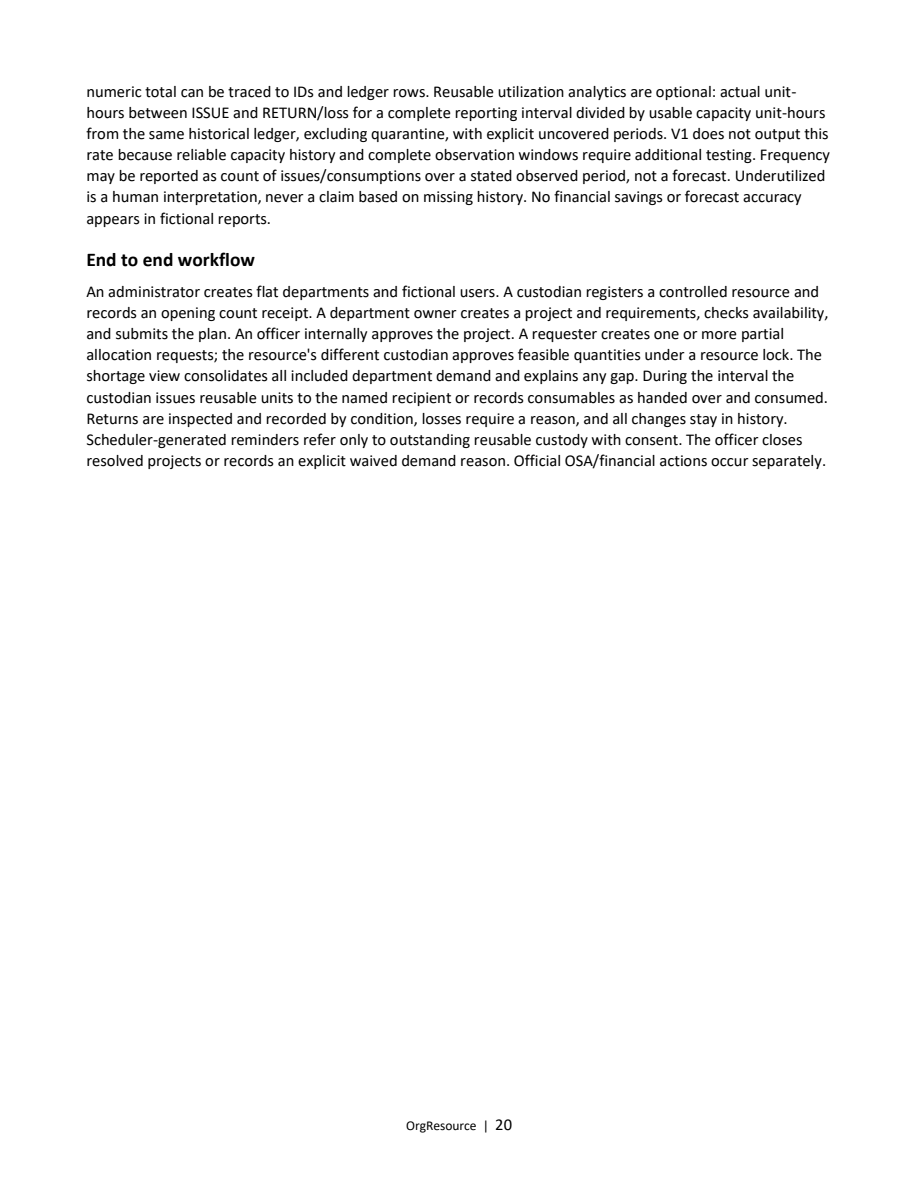 numeric total can be traced to IDs and ledger rows. Reusable utilization analytics are optional: actual unit-
hours between ISSUE and RETURN/loss for a complete reporting interval divided by usable capacity unit-hours
from the same historical ledger, excluding quarantine, with explicit uncovered periods. V1 does not output this
rate because reliable capacity history and complete observation windows require additional testing. Frequency
may be reported as count of issues/consumptions over a stated observed period, not a forecast. Underutilized
is a human interpretation, never a claim based on missing history. No financial savings or forecast accuracy
appears in fictional reports.
End to end workflow
An administrator creates flat departments and fictional users. A custodian registers a controlled resource and
records an opening count receipt. A department owner creates a project and requirements, checks availability,
and submits the plan. An officer internally approves the project. A requester creates one or more partial
allocation requests; the resource's different custodian approves feasible quantities under a resource lock. The
shortage view consolidates all included department demand and explains any gap. During the interval the
custodian issues reusable units to the named recipient or records consumables as handed over and consumed.
Returns are inspected and recorded by condition, losses require a reason, and all changes stay in history.
Scheduler-generated reminders refer only to outstanding reusable custody with consent. The officer closes
resolved projects or records an explicit waived demand reason. Official OSA/financial actions occur separately.
OrgResource | 20